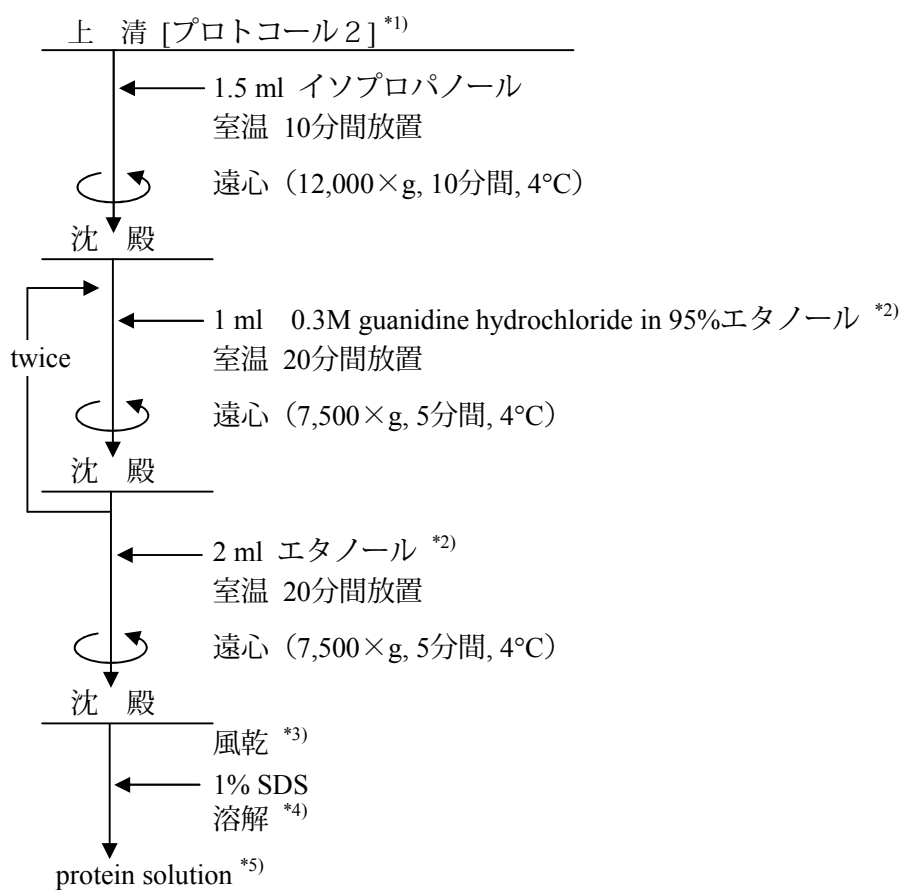 上 清 [プロトコール２] *1)
1.5 ml イソプロパノール
室温 10分間放置
遠心（12,000×g, 10分間, 4°C）
沈 殿
1 ml 0.3M guanidine hydrochloride in 95%エタノール *2)
室温 20分間放置
twice
遠心（7,500×g, 5分間, 4°C）
沈 殿
2 ml エタノール *2)
室温 20分間放置
遠心（7,500×g, 5分間, 4°C）
沈 殿
風乾 *3)
1% SDS
溶解 *4)
protein solution *5)